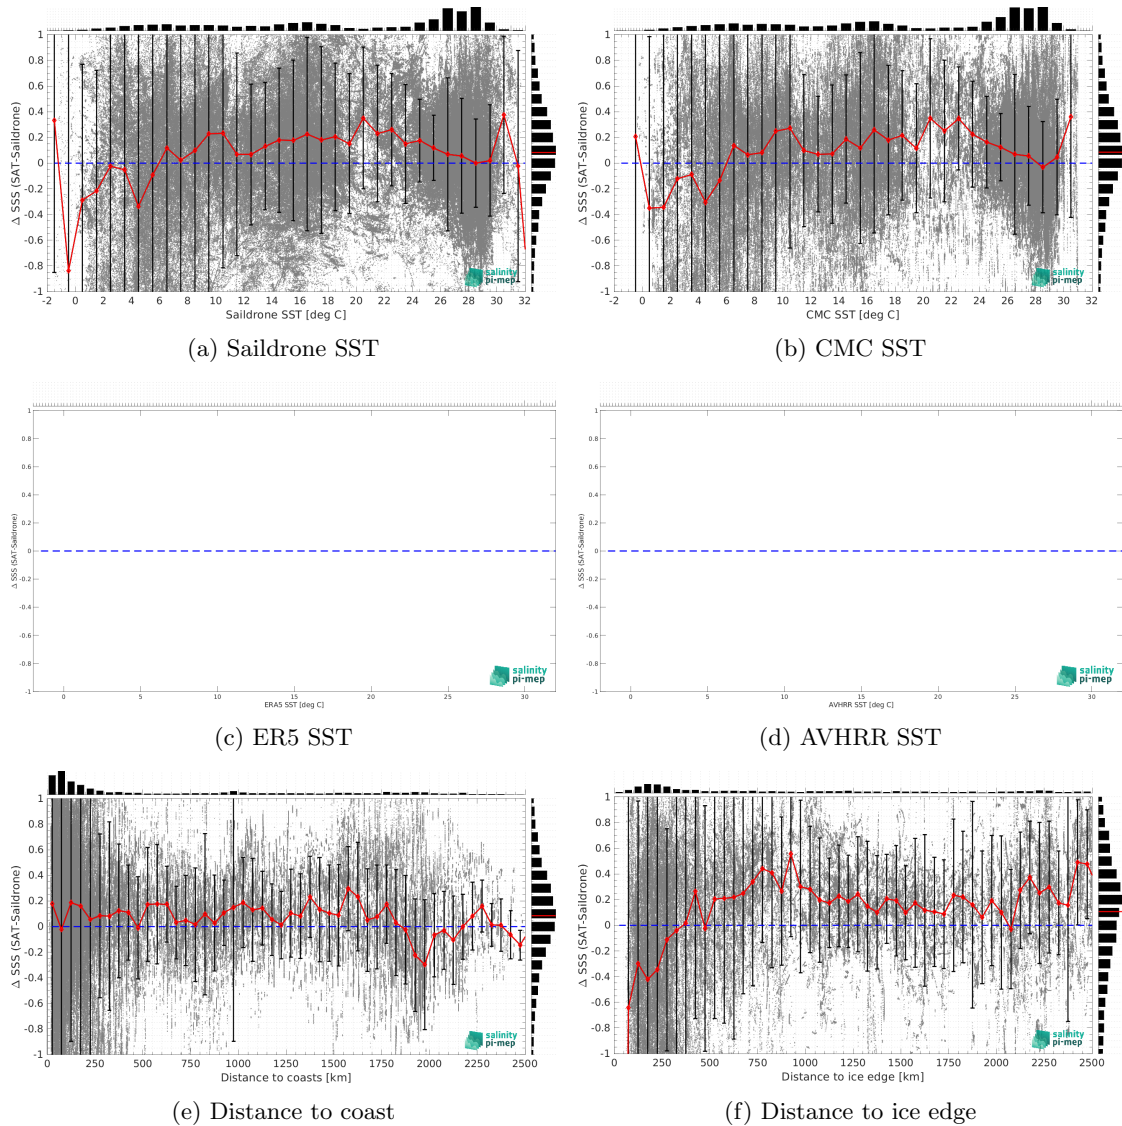 Δ SSS (SAT-Saildrone)
1
0.8
0.6
0.4
0.2
0
-0.2
-0.4
-0.6
-0.8
-1
salinity
pi-mep
-2 0 2 4 6 8 10 12 14 16 18 20 22 24 26 28 30 32
Saildrone SST [deg C]
(a) Saildrone SST
Δ SSS (SAT-Saildrone)
1
0.8
0.6
0.4
0.2
0
-0.2
-0.4
-0.6
-0.8
-1
salinity
pi-mep
-2 0 2 4 6 8 10 12 14 16 18 20 22 24 26 28 30 32
CMC SST [deg C]
(b) CMC SST
Δ SSS (SAT-Saildrone)
1
0.8
0.6
0.4
0.2
0
-0.2
-0.4
-0.6
-0.8
-1
salinity
pi-mep
0 5 10 15 20 25 30
ERA5 SST [deg C]
(c) ER5 SST
Δ SSS (SAT-Saildrone)
1
0.8
0.6
0.4
0.2
0
-0.2
-0.4
-0.6
-0.8
-1
salinity
pi-mep
0 5 10 15 20 25 30
AVHRR SST [deg C]
(d) AVHRR SST
Δ SSS (SAT-Saildrone)
1
0.8
0.6
0.4
0.2
0
-0.2
-0.4
-0.6
-0.8
-1
salinity
pi-mep
0 250 500 750 1000 1250 1500 1750 2000 2250 2500
Distance to coasts [km]
(e) Distance to coast
Δ SSS (SAT-Saildrone)
1
0.8
0.6
0.4
0.2
0
-0.2
-0.4
-0.6
-0.8
-1
salinity
pi-mep
0 250 500 750 1000 1250 1500 1750 2000 2250 2500
Distance to ice edge [km]
(f) Distance to ice edge